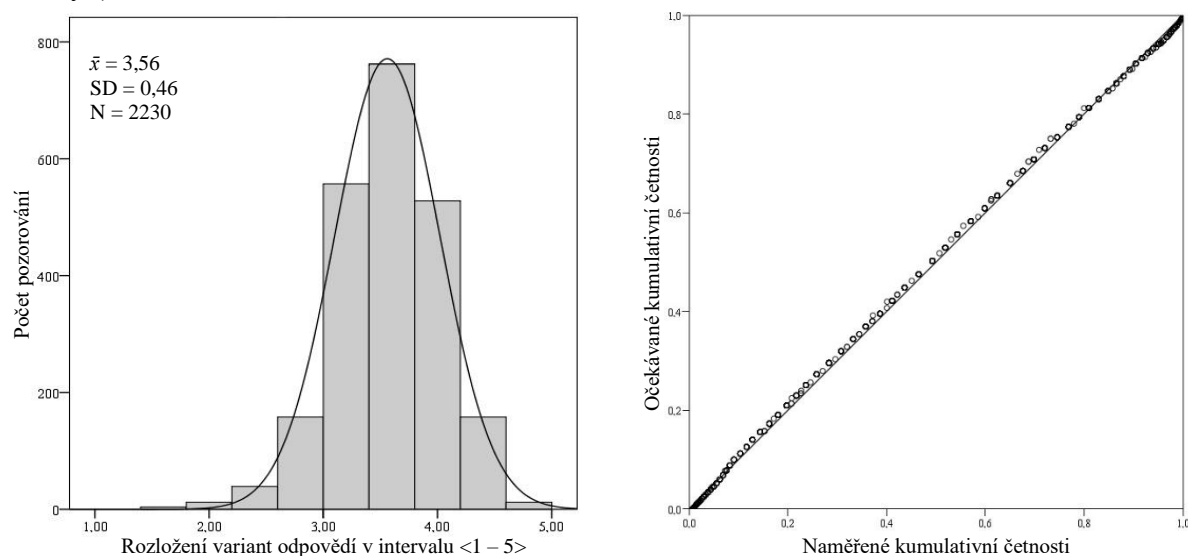 800
600
400
200
0
x̄ = 3,56
SD = 0,46
N = 2230
Počet pozorování
1,00 2,00 3,00 4,00 5,00
Rozložení variant odpovědí v intervalu <1 – 5>
1,0
0,8
0,6
0,4
0,2
0,0
Očekávané kumulativní četnosti
0,0 0,2 0,4 0,6 0,8 1,0
Naměřené kumulativní četnosti